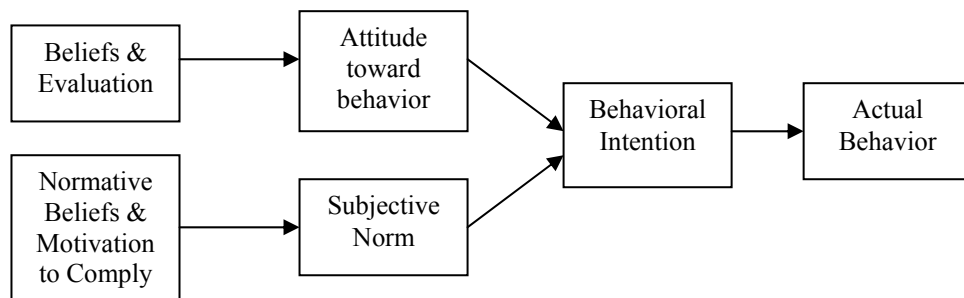 Beliefs &
Evaluation
Attitude
toward
behavior
Normative
Beliefs &
Motivation
to Comply
Subjective
Norm
Behavioral
Intention
Actual
Behavior